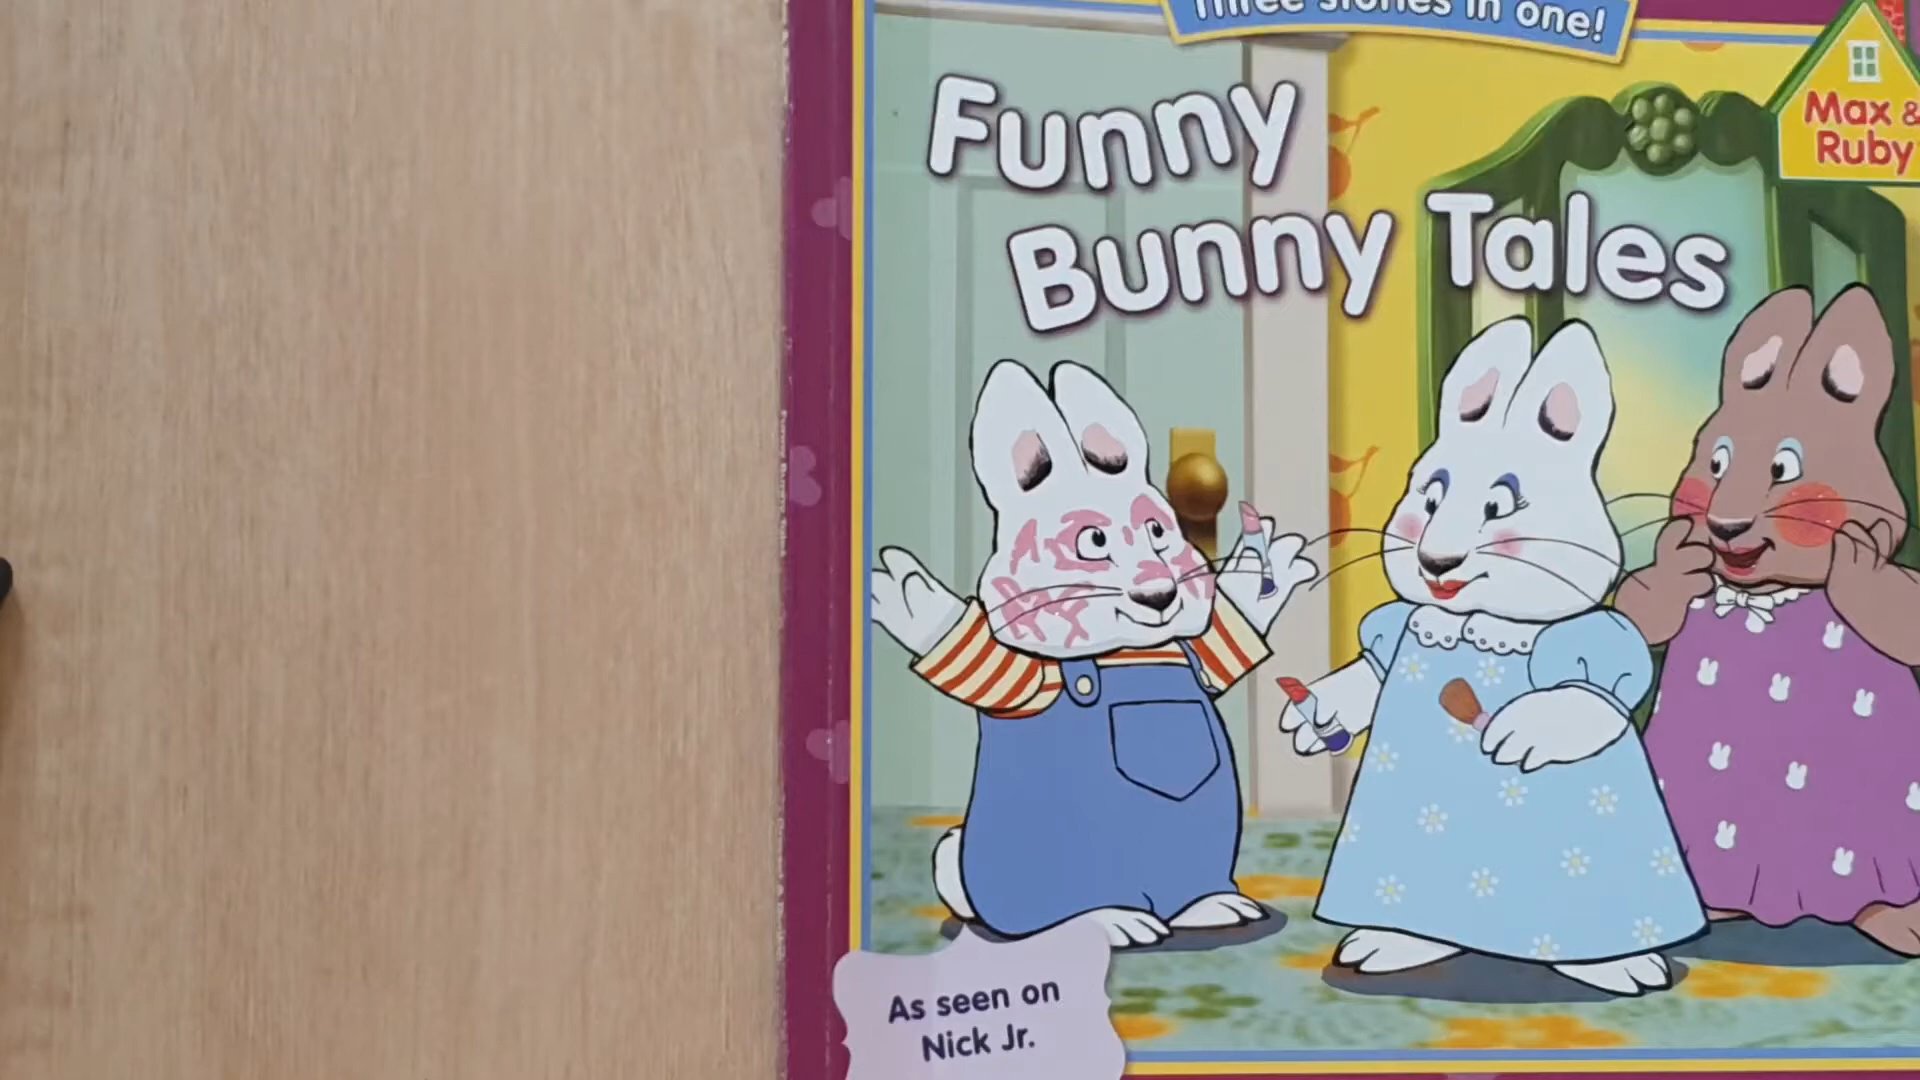 Three stories in one!
Max &
Ruby
Funny
Bunny Tales
As seen on
Nick Jr.